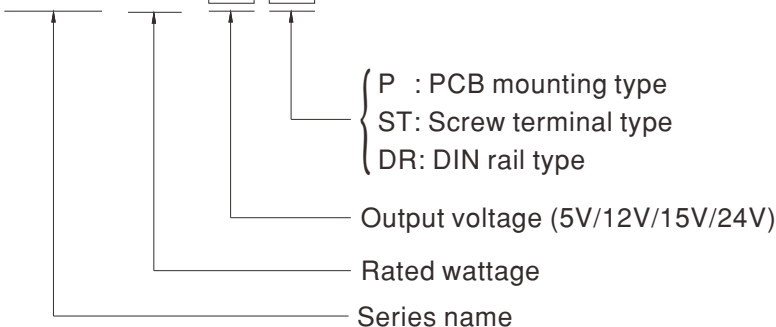 P : PCB mounting type
ST: Screw terminal type
DR: DIN rail type
Output voltage (5V/12V/15V/24V)
Rated wattage
Series name